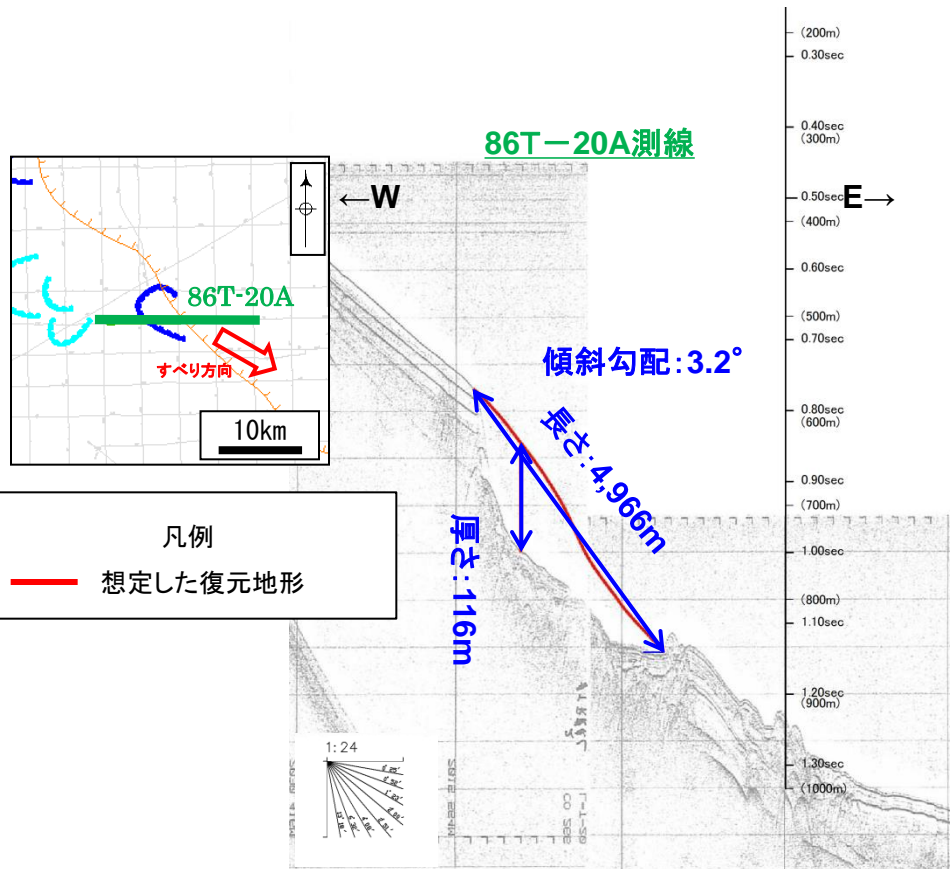 86T－20A測線
←W
E→
86T-20A
すべり方向
10km
凡例
想定した復元地形
傾斜勾配：3.2°
長さ：4,966m
厚さ：116m
(200m)
0.30sec
0.40sec
(300m)
0.50sec
(400m)
0.60sec
(500m)
0.70sec
0.80sec
(600m)
0.90sec
(700m)
1.00sec
(800m)
1.10sec
1.20sec
(900m)
1.30sec
(1000m)
1:24